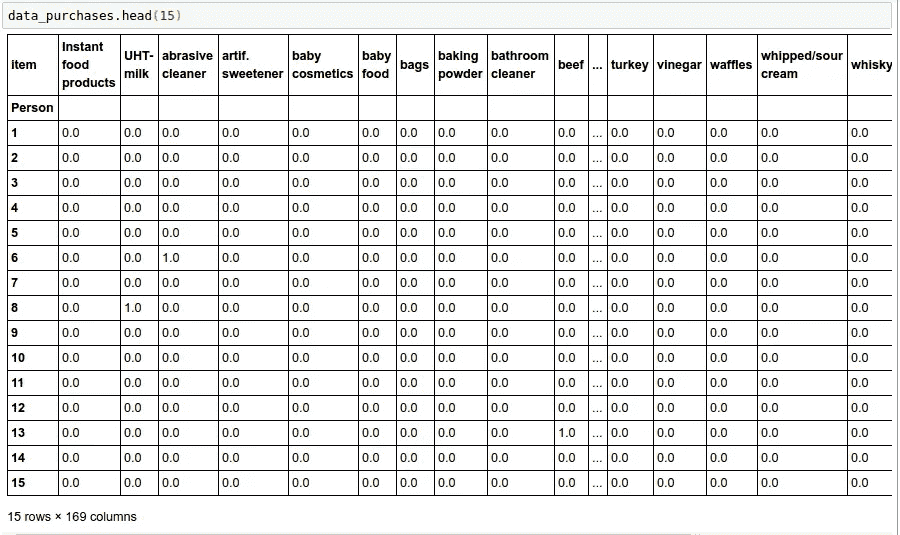 data_purchases.head(15)
item Instant food products UHT-milk abrasive cleaner artif. sweetener baby cosmetics baby food bags baking powder bathroom cleaner beef ... turkey vinegar waffles whipped/sour cream whisky
Person
1 0.0 0.0 0.0 0.0 0.0 0.0 0.0 0.0 0.0 0.0 ... 0.0 0.0 0.0 0.0 0.0
2 0.0 0.0 0.0 0.0 0.0 0.0 0.0 0.0 0.0 0.0 ... 0.0 0.0 0.0 0.0 0.0
3 0.0 0.0 0.0 0.0 0.0 0.0 0.0 0.0 0.0 0.0 ... 0.0 0.0 0.0 0.0 0.0
4 0.0 0.0 0.0 0.0 0.0 0.0 0.0 0.0 0.0 0.0 ... 0.0 0.0 0.0 0.0 0.0
5 0.0 0.0 0.0 0.0 0.0 0.0 0.0 0.0 0.0 0.0 ... 0.0 0.0 0.0 0.0 0.0
6 0.0 0.0 1.0 0.0 0.0 0.0 0.0 0.0 0.0 0.0 ... 0.0 0.0 0.0 0.0 0.0
7 0.0 0.0 0.0 0.0 0.0 0.0 0.0 0.0 0.0 0.0 ... 0.0 0.0 0.0 0.0 0.0
8 0.0 1.0 0.0 0.0 0.0 0.0 0.0 0.0 0.0 0.0 ... 0.0 0.0 0.0 0.0 0.0
9 0.0 0.0 0.0 0.0 0.0 0.0 0.0 0.0 0.0 0.0 ... 0.0 0.0 0.0 0.0 0.0
10 0.0 0.0 0.0 0.0 0.0 0.0 0.0 0.0 0.0 0.0 ... 0.0 0.0 0.0 0.0 0.0
11 0.0 0.0 0.0 0.0 0.0 0.0 0.0 0.0 0.0 0.0 ... 0.0 0.0 0.0 0.0 0.0
12 0.0 0.0 0.0 0.0 0.0 0.0 0.0 0.0 0.0 0.0 ... 0.0 0.0 0.0 0.0 0.0
13 0.0 0.0 0.0 0.0 0.0 0.0 0.0 0.0 0.0 1.0 ... 0.0 0.0 0.0 0.0 0.0
14 0.0 0.0 0.0 0.0 0.0 0.0 0.0 0.0 0.0 0.0 ... 0.0 0.0 0.0 0.0 0.0
15 0.0 0.0 0.0 0.0 0.0 0.0 0.0 0.0 0.0 0.0 ... 0.0 0.0 0.0 0.0 0.0
15 rows × 169 columns